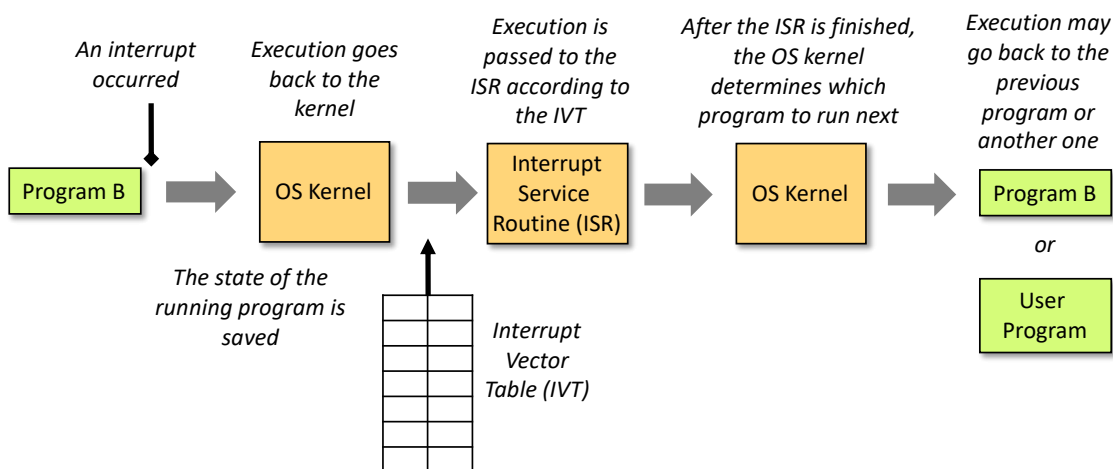 An interrupt
occurred
Execution goes
back to the
kernel
Execution is
passed to the
ISR according to
the IVT
After the ISR is finished,
the OS kernel
determines which
program to run next
Execution may
go back to the
previous
program or
another one
Program B
OS Kernel
Interrupt
Service
Routine (ISR)
OS Kernel
Program B
or
User
Program
The state of the
running program is
saved
Interrupt
Vector
Table (IVT)